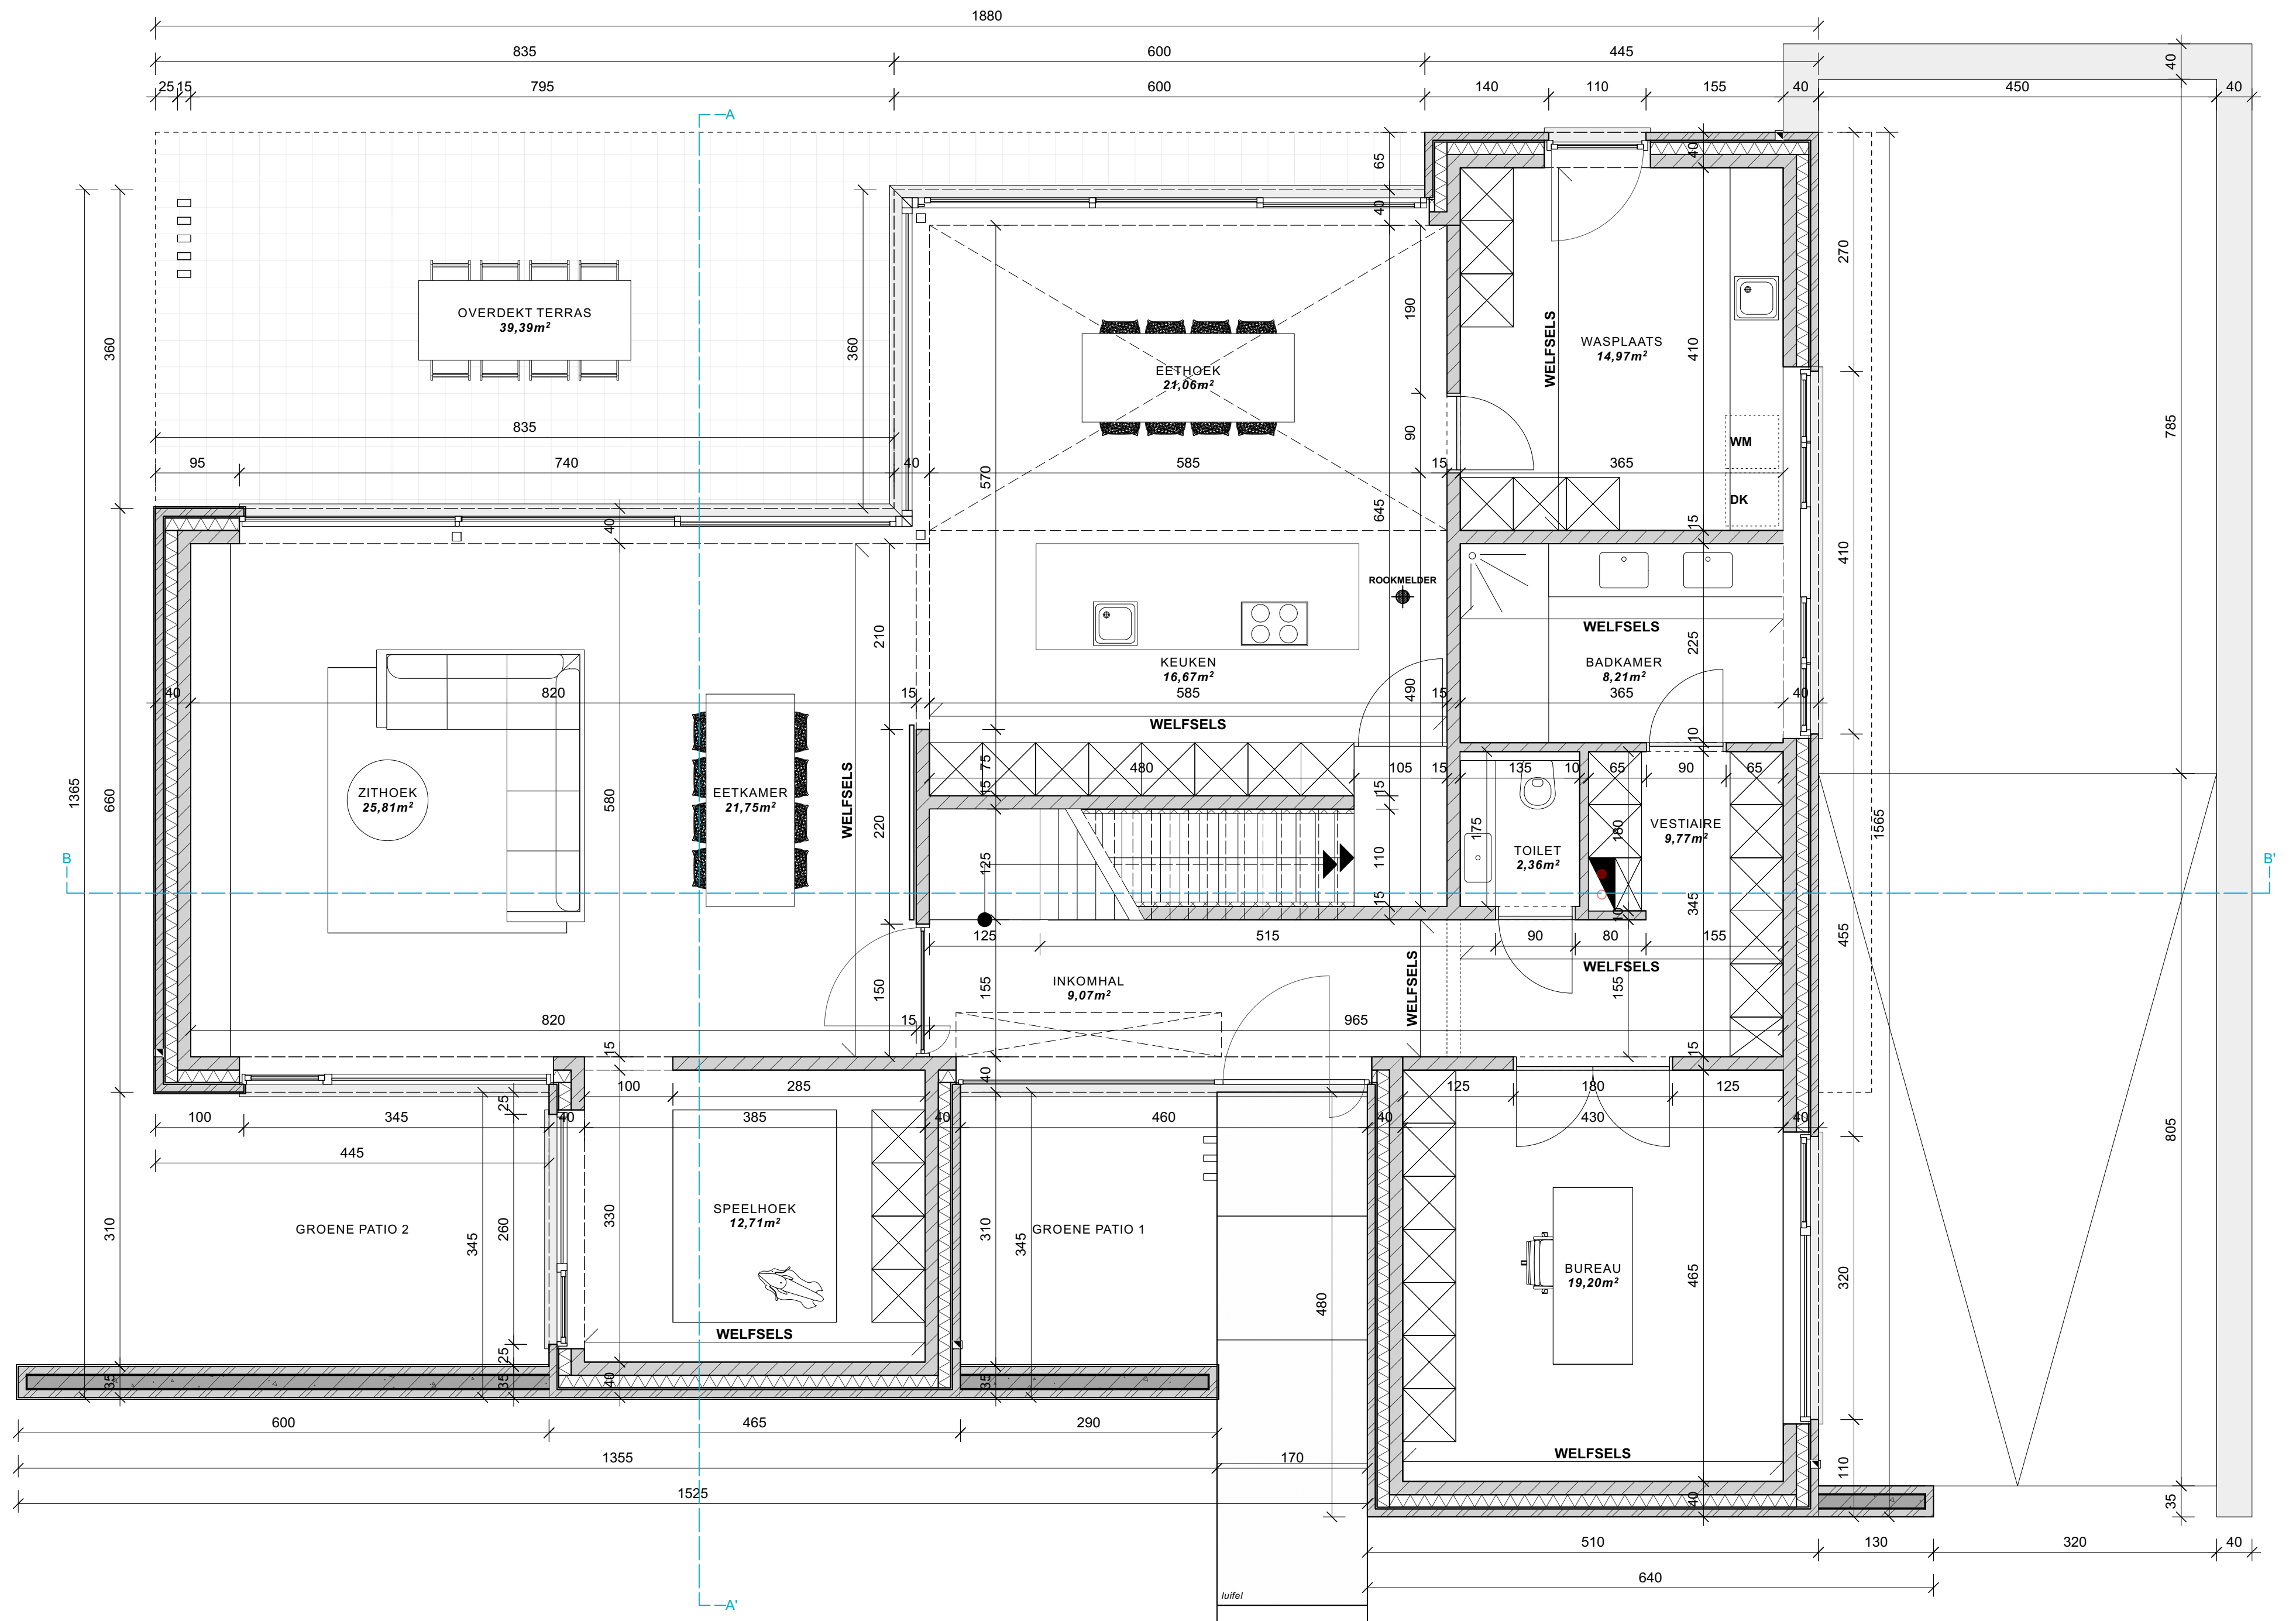 1880
835 600 445
25 15 795 600 140 110 155 40 450 40
A
40
65
40
40
270
360
360
190
OVERDEKT TERRAS
39,39m²
EETHOEK
21,06m²
WELFSELS
WASPLAATS
14,97m²
410
785
835
90
WM
95 740 40 585 15 365
570
DK
645
15
40
410
ROOKMELDER
210
WELFSELS
225
KEUKEN
16,67m²
BADKAMER
8,21m²
40 820 15 585 490 15 365 40
WELFSELS
10
75
480 105 15 135 10 65 90 65
15
15
1365
660
ZITHOEK
25,81m²
580
EETKAMER
21,75m²
WELFSELS
220
175
180
VESTIAIRE
9,77m²
1565
125
110
TOILET
2,36m²
B
B'
15
345
10
125 515 90 80 155
455
WELFSELS
WELFSELS
150
155
INKOMHAL
9,07m²
155
820 15 965
15
15
40
100 285 125 180 125
25
100 345 40 385 40 460 40 430 40
805
445
310
GROENE PATIO 2
345
260
330
SPEELHOEK
12,71m²
310
345
GROENE PATIO 1
480
BUREAU
19,20m²
465
320
WELFSELS
25
35
35
40
35
600 465 290
WELFSELS
1355 170
110
1525
40
35
510 130 320 40
640
luifel
A'